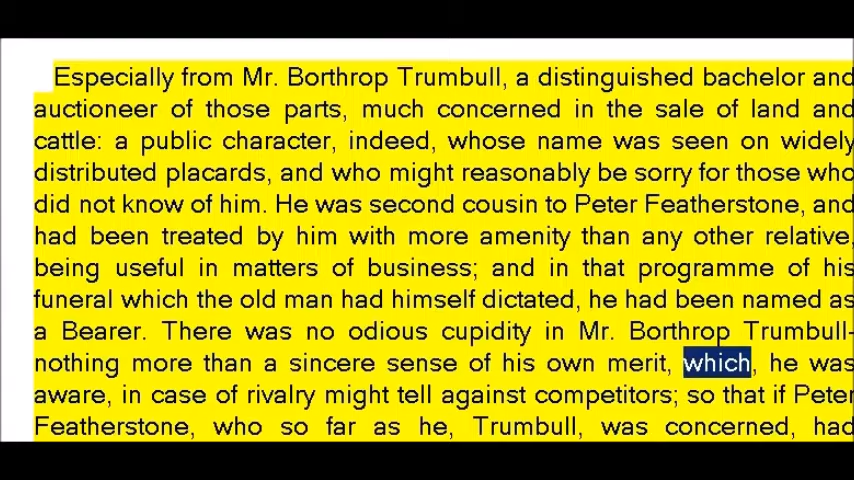 Especially from Mr. Borthrop Trumbull, a distinguished bachelor and
auctioneer of those parts, much concerned in the sale of land and
cattle: a public character, indeed, whose name was seen on widely
distributed placards, and who might reasonably be sorry for those who
did not know of him. He was second cousin to Peter Featherstone, and
had been treated by him with more amenity than any other relative,
being useful in matters of business; and in that programme of his
funeral which the old man had himself dictated, he had been named as
a Bearer. There was no odious cupidity in Mr. Borthrop Trumbull-
nothing more than a sincere sense of his own merit, which, he was
aware, in case of rivalry might tell against competitors; so that if Peter
Featherstone, who so far as he, Trumbull, was concerned, had